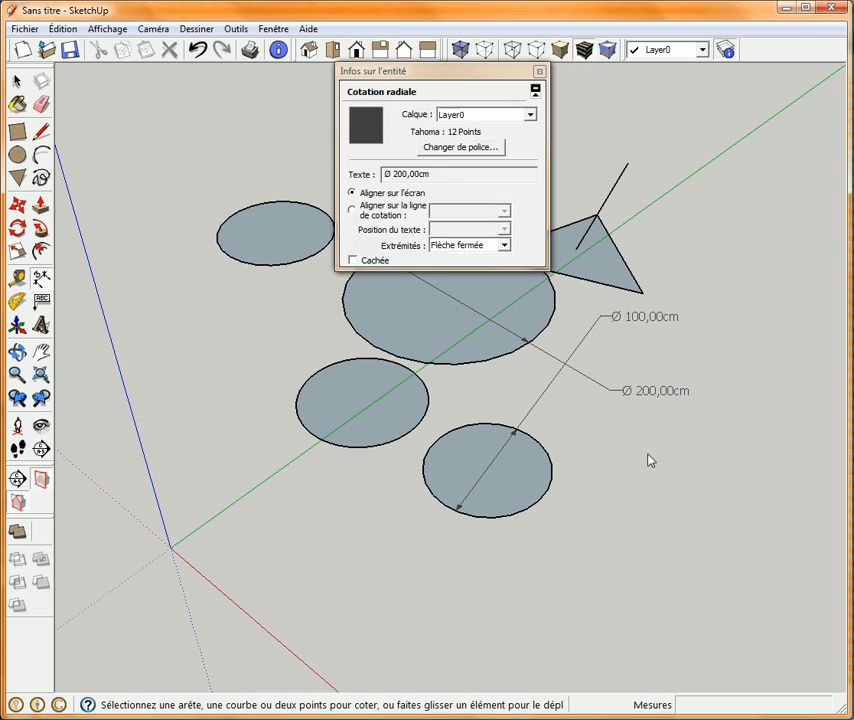 Sans titre - SketchUp
Fichier Édition Affichage Caméra Dessiner Outils Fenêtre Aide
Layer0
Infos sur l'entité
Cotation radiale
Calque : Layer0
Tahoma : 12 Points
Changer de police...
Texte : Ø 200,00cm
Aligner sur l'écran
Aligner sur la ligne
de cotation :
Position du texte :
Extrémités : Flèche fermée
Cachée
Ø 100,00cm
Ø 200,00cm
ABC
Sélectionnez une arête, une courbe ou deux points pour coter, ou faites glisser un élément pour le dépl
Mesures